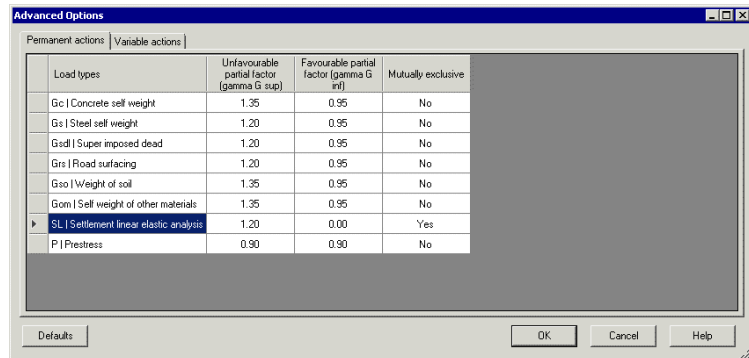 Advanced Options
Permanent actions Variable actions
Load types
Unfavourable partial factor (gamma G sup)
Favourable partial factor (gamma G inf)
Mutually exclusive
Gc | Concrete self weight 1.35 0.95 No
Gs | Steel self weight 1.20 0.95 No
Gsdl | Super imposed dead 1.20 0.95 No
Grs | Road surfacing 1.20 0.95 No
Gso | Weight of soil 1.35 0.95 No
Gom | Self weight of other materials 1.35 0.95 No
SL | Settlement linear elastic analysis 1.20 0.00 Yes
P | Prestress 0.90 0.90 No
Defaults OK Cancel Help